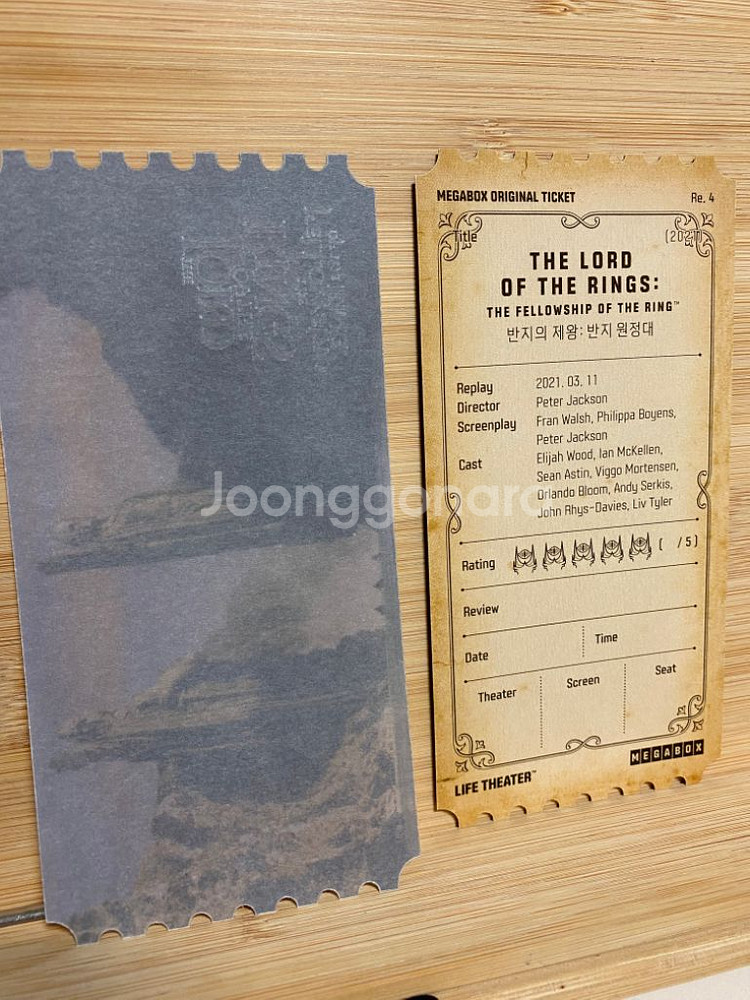 MEGABOX ORIGINAL TICKET
Re. 4
Title
(2021)
THE LORD
OF THE RINGS:
THE FELLOWSHIP OF THE RING™
반지의 제왕: 반지 원정대
Replay 2021. 03. 11
Director Peter Jackson
Screenplay Fran Walsh, Philippa Boyens,
Peter Jackson
Cast Elijah Wood, Ian McKellen,
Sean Astin, Viggo Mortensen,
Orlando Bloom, Andy Serkis,
John Rhys-Davies, Liv Tyler
Rating ( / 5)
Review
Date Time
Theater Screen Seat
LIFE THEATER™
MEGABOX
Joonggonara